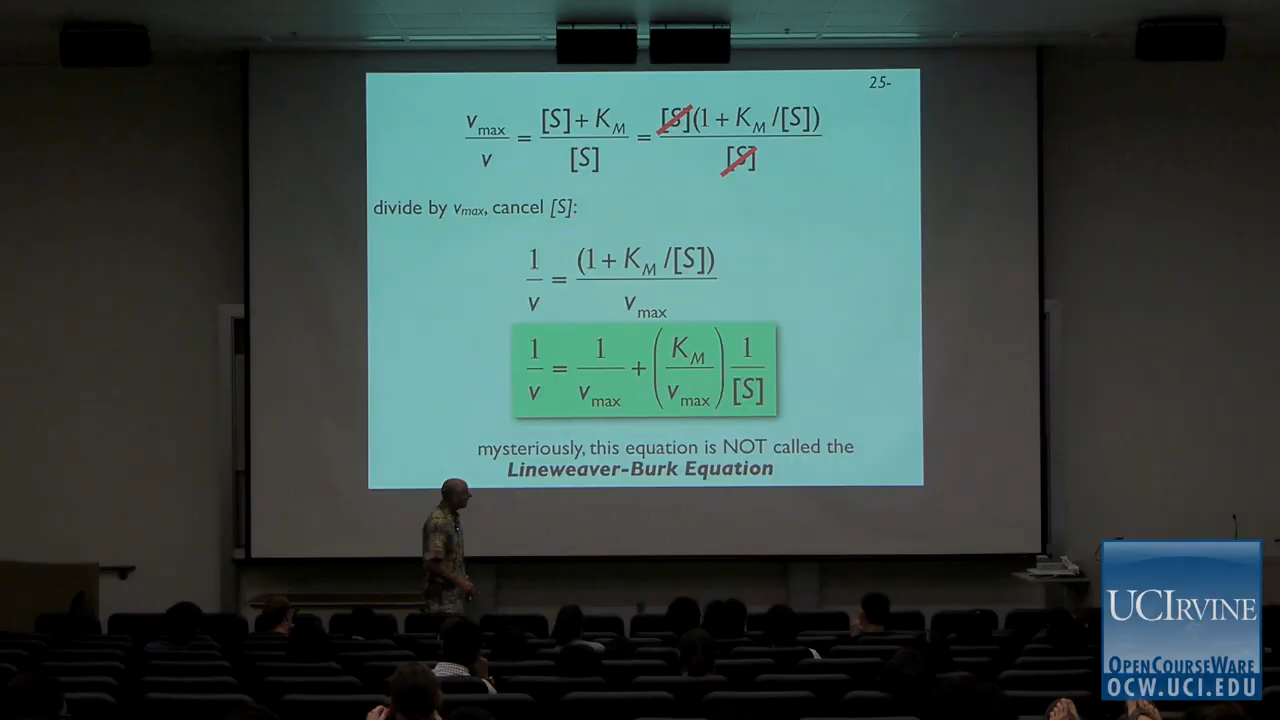 25-
v_max / v = ([S] + K_M) / [S] = [S](1 + K_M /[S]) / [S]
divide by vmax, cancel [S]:
1 / v = (1 + K_M /[S]) / v_max
1 / v = 1 / v_max + (K_M / v_max) 1 / [S]
mysteriously, this equation is NOT called the
Lineweaver-Burk Equation
UCIRVINE
OPENCOURSEWARE
OCW.UCI.EDU